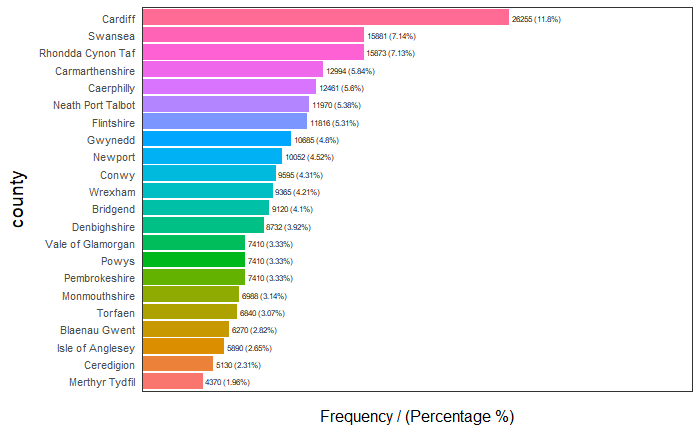 Cardiff 26255 (11.8%)
Swansea 15881 (7.14%)
Rhondda Cynon Taf 15873 (7.13%)
Carmarthenshire 12994 (5.84%)
Caerphilly 12461 (5.6%)
Neath Port Talbot 11970 (5.38%)
Flintshire 11816 (5.31%)
Gwynedd 10685 (4.8%)
Newport 10052 (4.52%)
Conwy 9595 (4.31%)
Wrexham 9365 (4.21%)
Bridgend 9120 (4.1%)
Denbighshire 8732 (3.92%)
Vale of Glamorgan 7410 (3.33%)
Powys 7410 (3.33%)
Pembrokeshire 7410 (3.33%)
Monmouthshire 6988 (3.14%)
Torfaen 6840 (3.07%)
Blaenau Gwent 6270 (2.82%)
Isle of Anglesey 5890 (2.65%)
Ceredigion 5130 (2.31%)
Merthyr Tydfil 4370 (1.96%)
county
Frequency / (Percentage %)